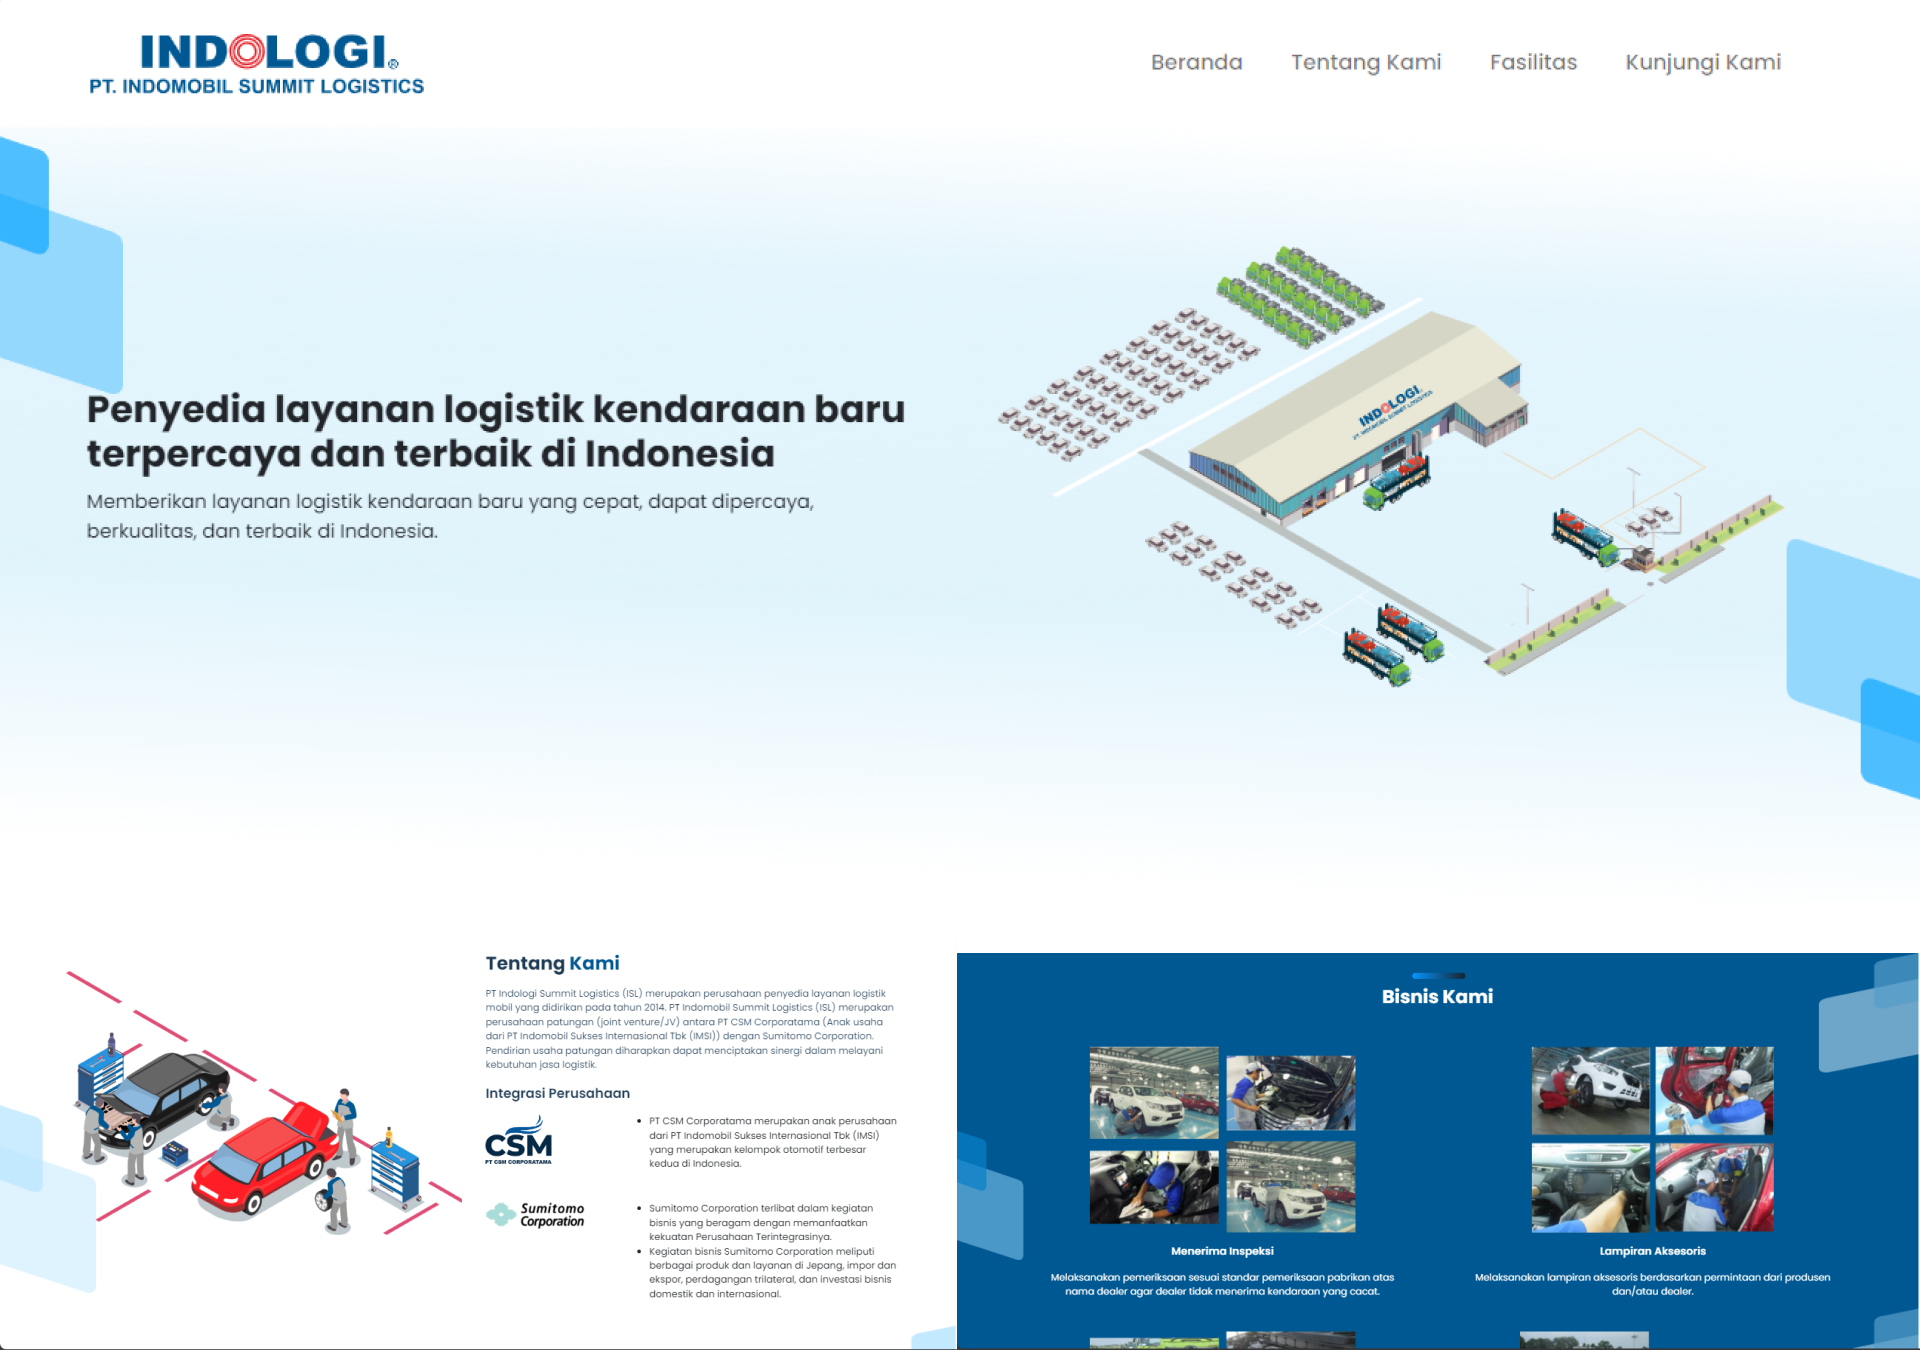 INDOLOGI®
PT. INDOMOBIL SUMMIT LOGISTICS
Beranda
Tentang Kami
Fasilitas
Kunjungi Kami
Penyedia layanan logistik kendaraan baru
terpercaya dan terbaik di Indonesia
Memberikan layanan logistik kendaraan baru yang cepat, dapat dipercaya,
berkualitas, dan terbaik di Indonesia.
INDOLOGI
PT. INDOMOBIL SUMMIT LOGISTICS
Tentang Kami
PT Indologi Summit Logistics (ISL) merupakan perusahaan penyedia layanan logistik
mobil yang didirikan pada tahun 2014. PT Indomobil Summit Logistics (ISL) merupakan
perusahaan patungan (joint venture/JV) antara PT CSM Corporatama (Anak usaha
dari PT Indomobil Sukses Internasional Tbk (IMSI)) dengan Sumitomo Corporation.
Pendirian usaha patungan diharapkan dapat menciptakan sinergi dalam melayani
kebutuhan jasa logistik.
Integrasi Perusahaan
CSM
PT CSM CORPORATAMA
• PT CSM Corporatama merupakan anak perusahaan
dari PT Indomobil Sukses Internasional Tbk (IMSI)
yang merupakan kelompok otomotif terbesar
kedua di Indonesia.
Sumitomo
Corporation
• Sumitomo Corporation terlibat dalam kegiatan
bisnis yang beragam dengan memanfaatkan
kekuatan Perusahaan Terintegrasinya.
• Kegiatan bisnis Sumitomo Corporation meliputi
berbagai produk dan layanan di Jepang, impor dan
ekspor, perdagangan trilateral, dan investasi bisnis
domestik dan internasional.
Bisnis Kami
Menerima Inspeksi
Melaksanakan pemeriksaan sesuai standar pemeriksaan pabrikan atas
nama dealer agar dealer tidak menerima kendaraan yang cacat.
Lampiran Aksesoris
Melaksanakan lampiran aksesoris berdasarkan permintaan dari produsen
dan/atau dealer.